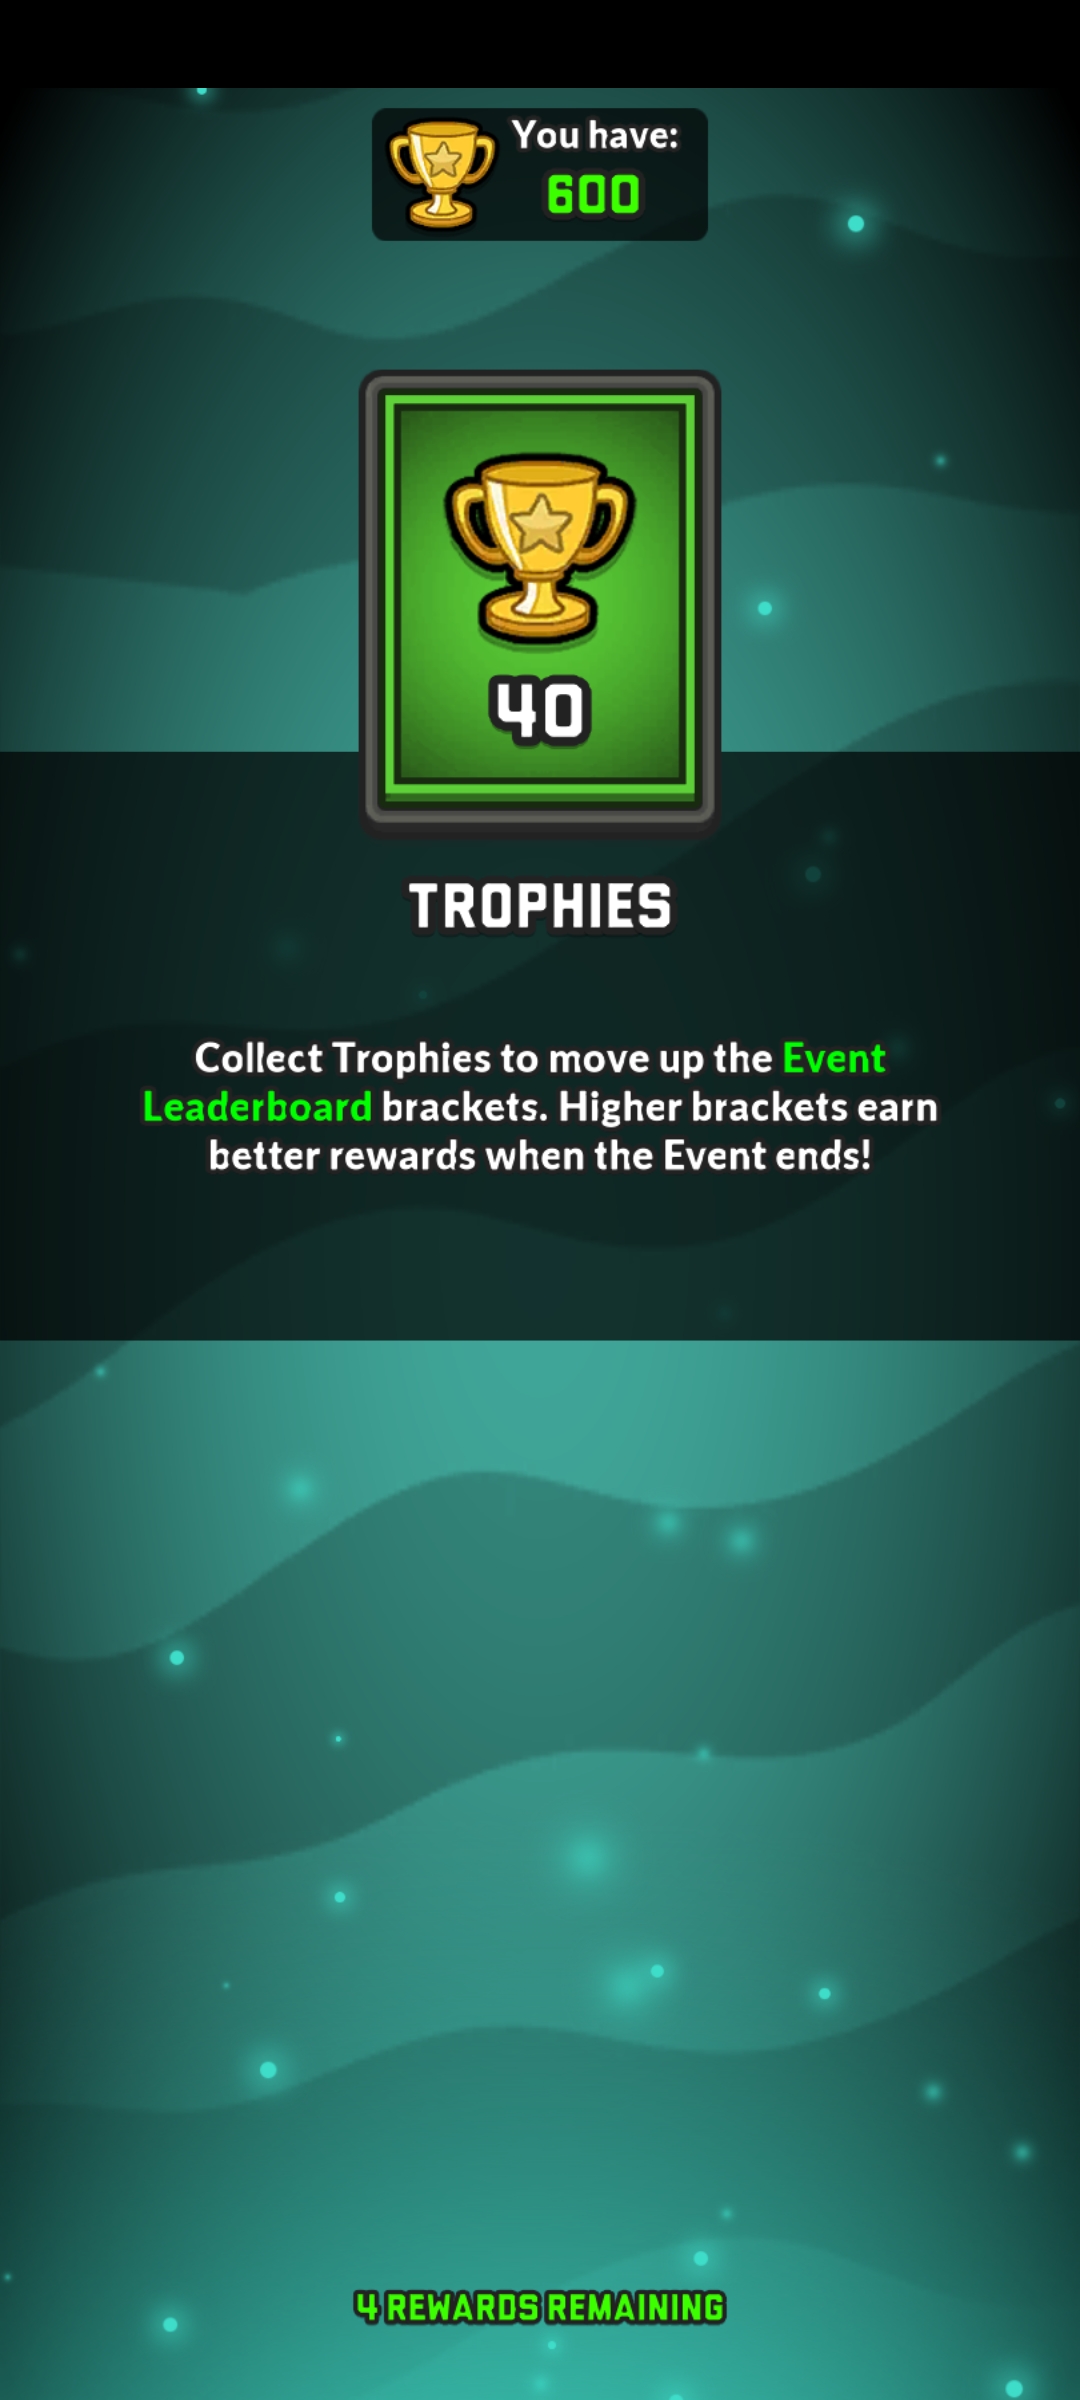 You have:
600
40
TROPHIES
Collect Trophies to move up the Event
Leaderboard brackets. Higher brackets earn
better rewards when the Event ends!
4 REWARDS REMAINING